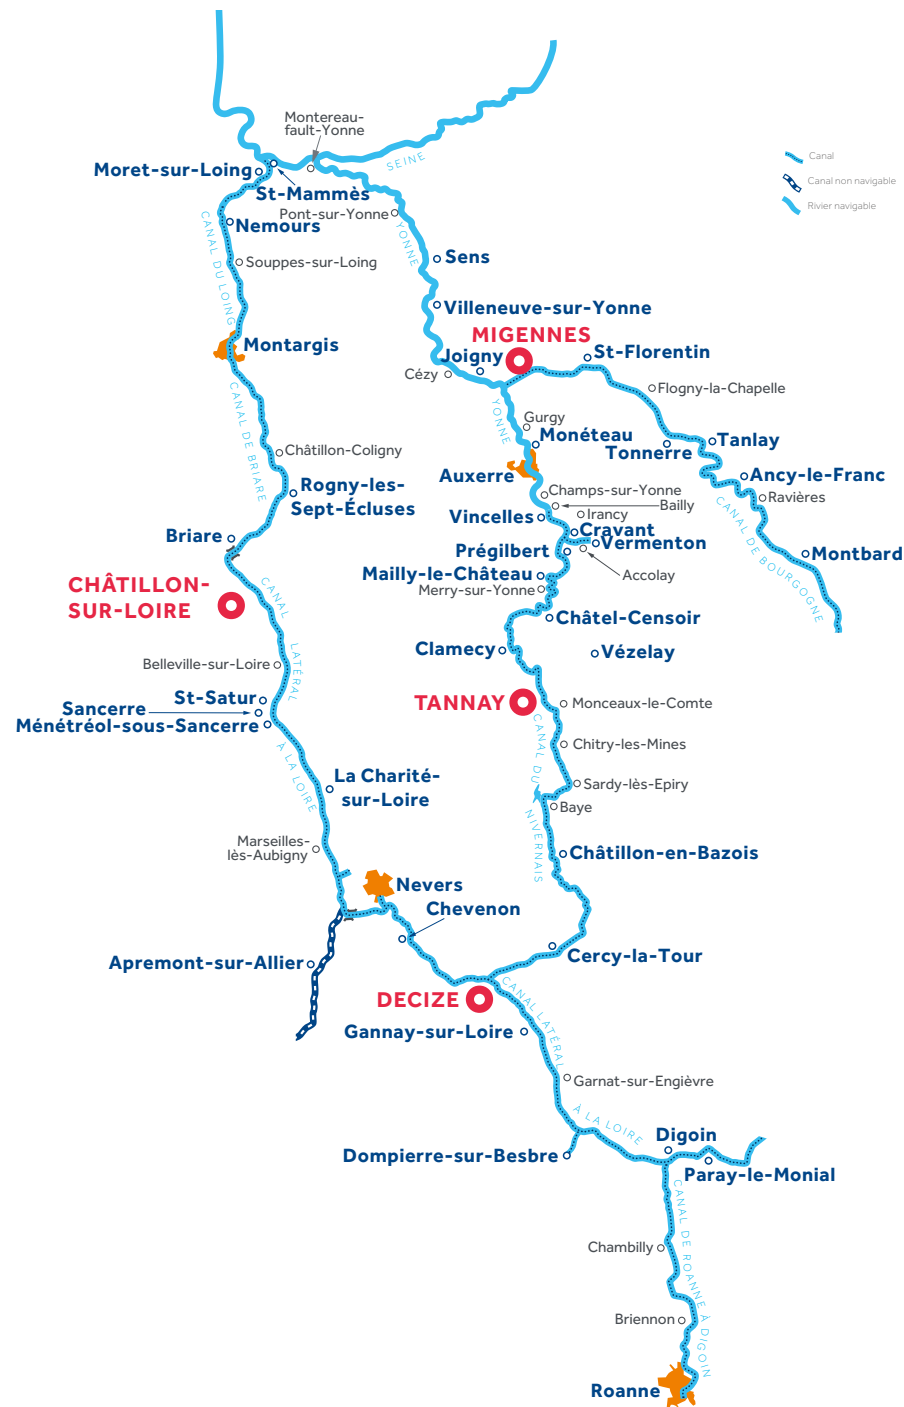 Montereau-
fault-Yonne
SEINE
Canal
Canal non navigable
Rivier navigable
Moret-sur-Loing
St-Mammès
Pont-sur-Yonne
Nemours
YONNE
CANAL DU LOING
Souppes-sur-Loing
Sens
Villeneuve-sur-Yonne
MIGENNES
Montargis
Joigny
St-Florentin
Cézy
Flogny-la-Chapelle
CANAL DE BRIARE
YONNE
Gurgy
Monéteau
Tonnerre
Tanlay
Châtillon-Coligny
Auxerre
Ancy-le-Franc
Rogny-les-
Sept-Écluses
Champs-sur-Yonne
Bailly
Ravières
CANAL DE BOURGOGNE
Vincelles
Irancy
Cravant
Briare
Vermenton
Prégilbert
Montbard
Mailly-le-Château
Accolay
Merry-sur-Yonne
CHÂTILLON-
SUR-LOIRE
CANAL
LATÉRAL
À LA LOIRE
Châtel-Censoir
Clamecy
Vézelay
Belleville-sur-Loire
St-Satur
TANNAY
Monceaux-le-Comte
Sancerre
Ménétréol-sous-Sancerre
CANAL DU
NIVERNAIS
Chitry-les-Mines
La Charité-
sur-Loire
Sardy-lès-Epiry
Baye
Marseilles-
lès-Aubigny
Châtillon-en-Bazois
Nevers
Chevenon
Apremont-sur-Allier
Cercy-la-Tour
DECIZE
CANAL LATÉRAL
À LA LOIRE
Gannay-sur-Loire
Garnat-sur-Engièvre
Digoin
Dompierre-sur-Besbre
Paray-le-Monial
CANAL DE ROANNE À DIGOIN
Chambilly
Briennon
Roanne